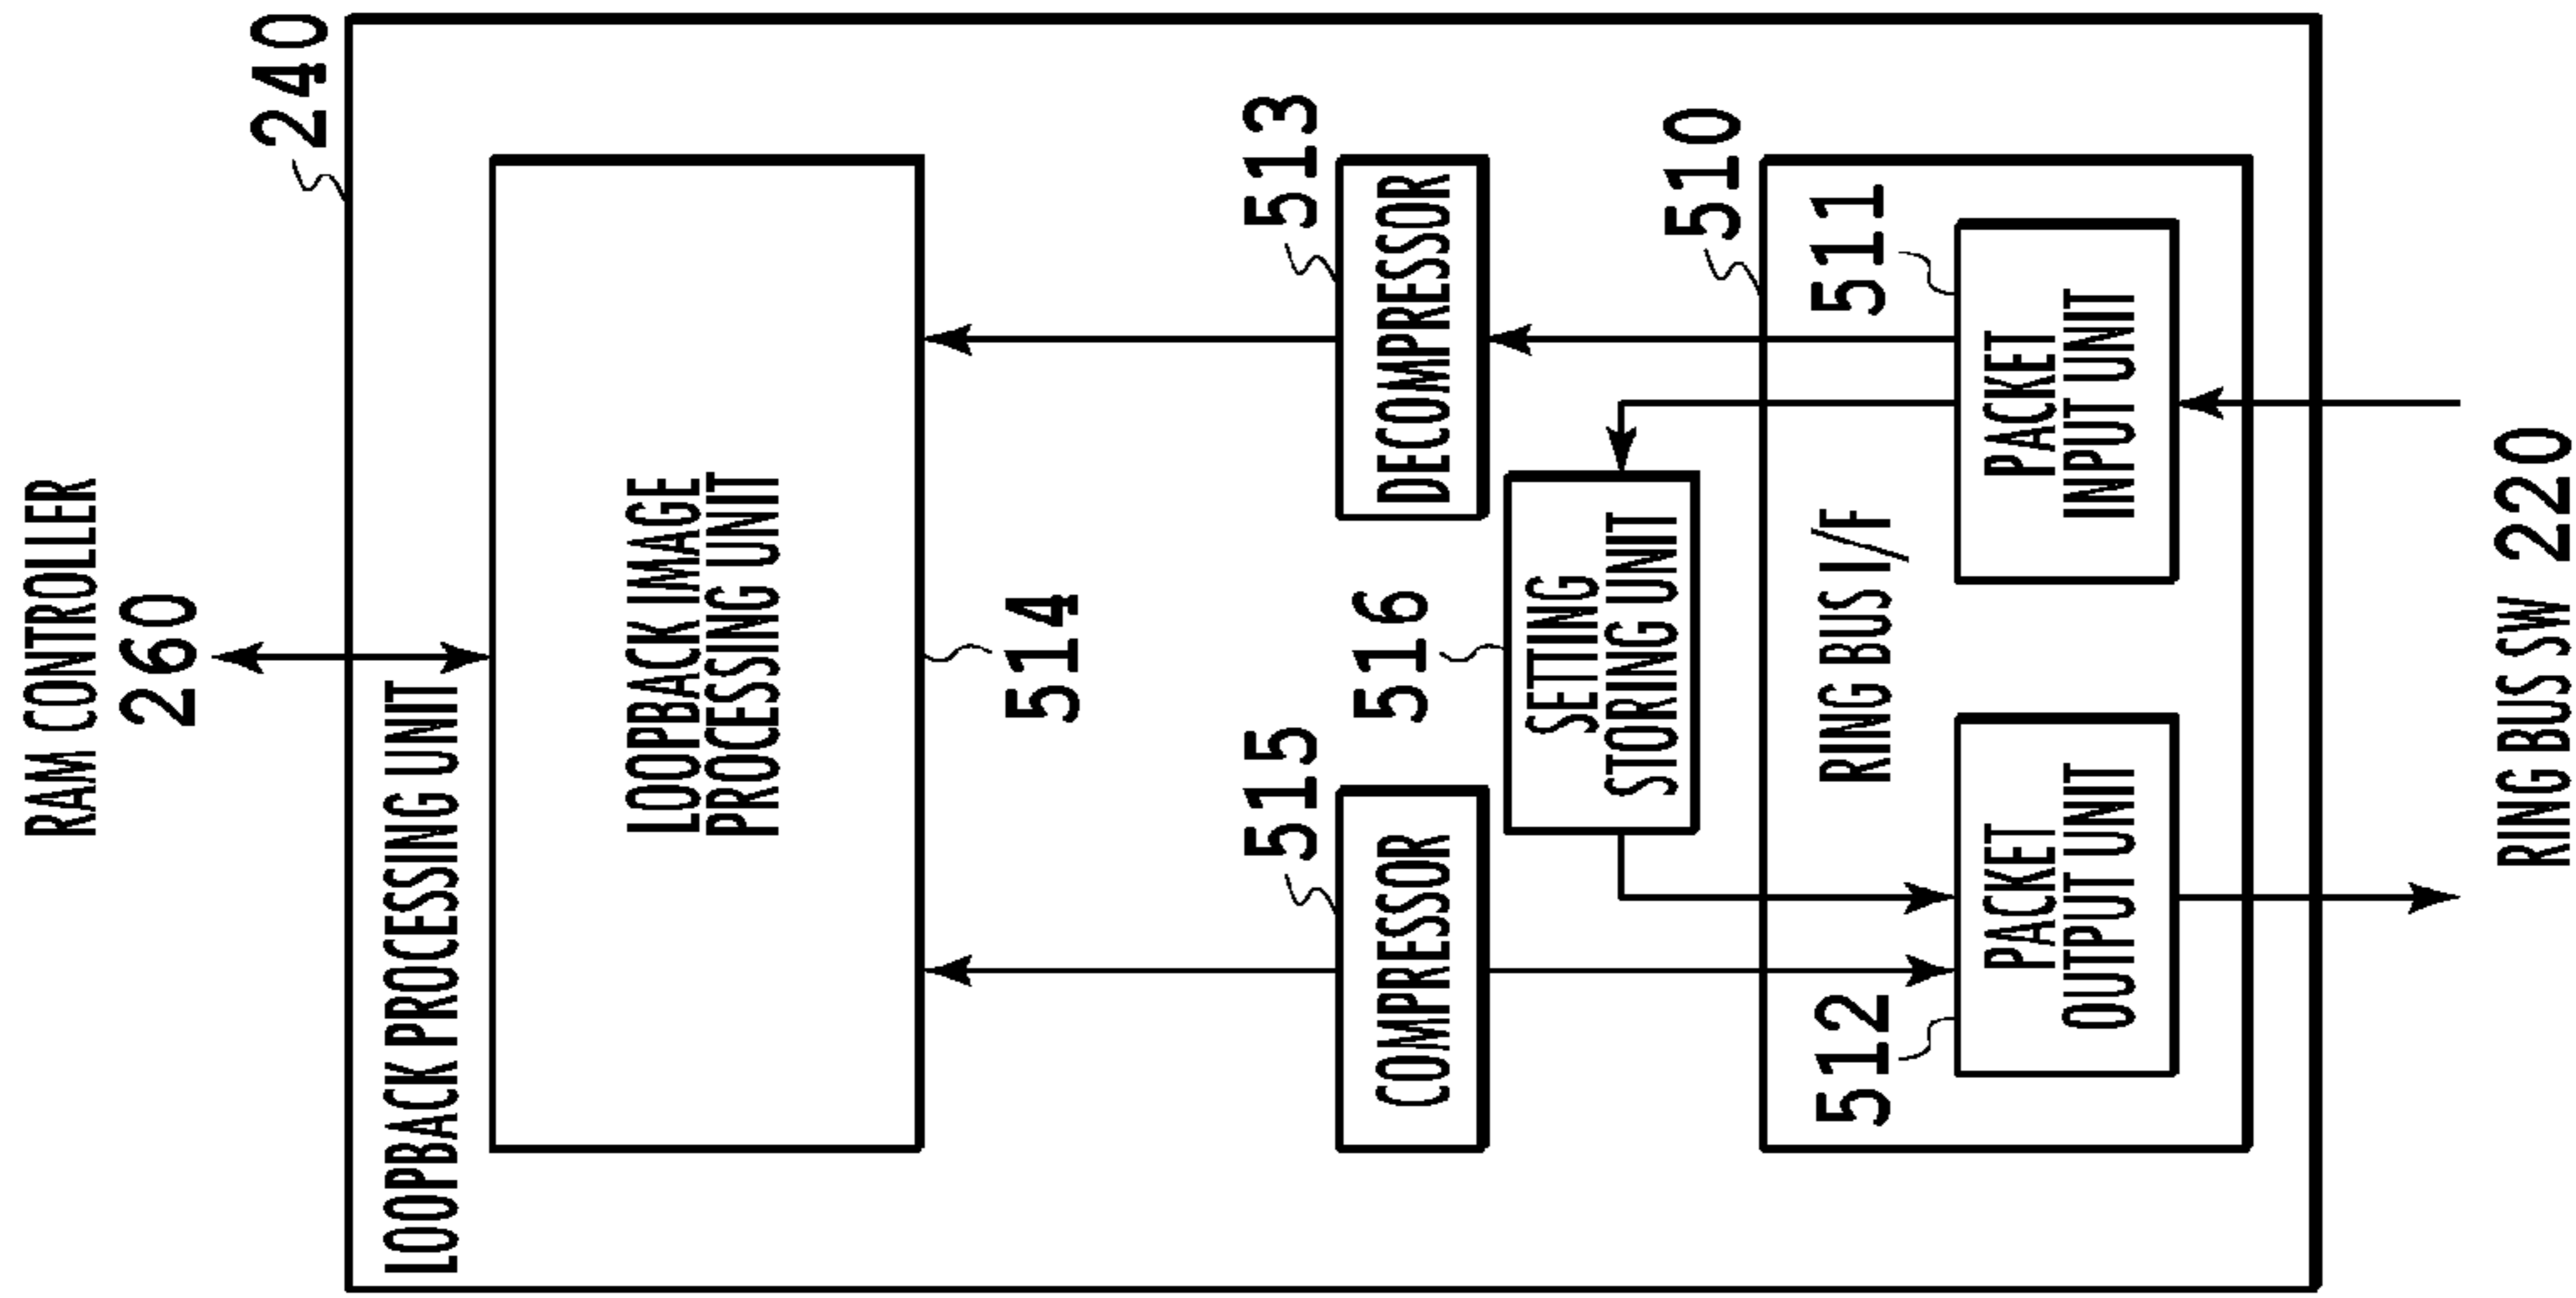 RAM CONTROLLER
260
240
LOOPBACK PROCESSING UNIT
LOOPBACK IMAGE
PROCESSING UNIT
514
515
COMPRESSOR
513
DECOMPRESSOR
516
SETTING
STORING UNIT
510
RING BUS I/F
512
PACKET
OUTPUT UNIT
511
PACKET
INPUT UNIT
RING BUS SW 220